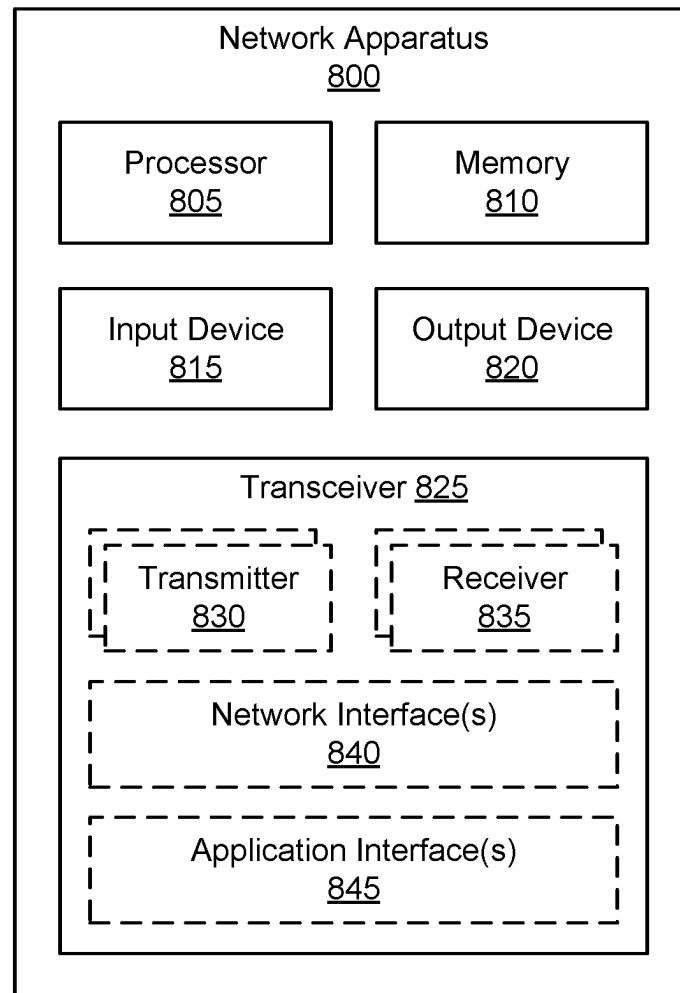 Network Apparatus
800
Processor
805
Memory
810
Input Device
815
Output Device
820
Transceiver 825
Transmitter
830
Receiver
835
Network Interface(s)
840
Application Interface(s)
845